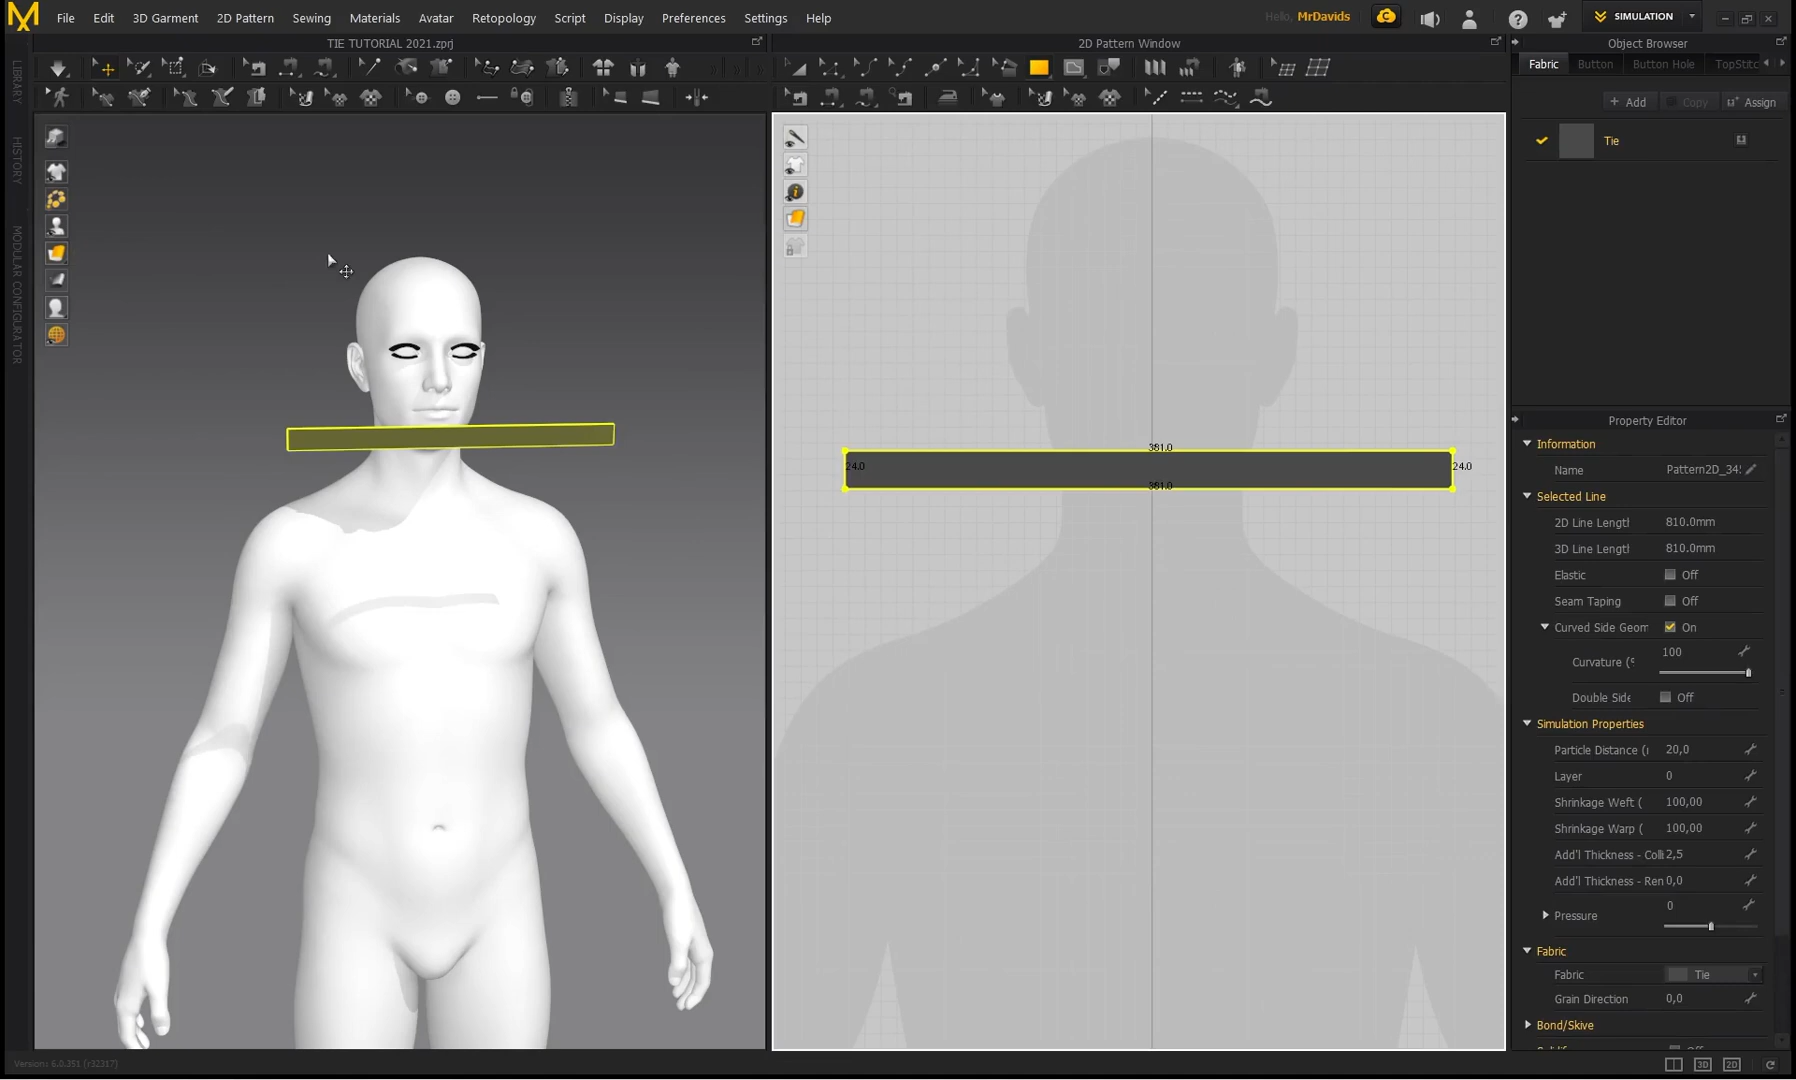 File Edit 3D Garment 2D Pattern Sewing Materials Avatar Retopology Script Display Preferences Settings Help
Hello, MrDavids
SIMULATION
TIE TUTORIAL 2021.zprj
2D Pattern Window
Object Browser
Fabric Button Button Hole TopStitc
+ Add Copy Assign
Tie
LIBRARY
HISTORY
MODULAR CONFIGURATOR
381.0
24.0
24.0
381.0
Property Editor
Information
Name Pattern2D_34
Selected Line
2D Line Length 810.0mm
3D Line Length 810.0mm
Elastic Off
Seam Taping Off
Curved Side Geom On
Curvature (° 100
Double Side Off
Simulation Properties
Particle Distance (r 20,0
Layer 0
Shrinkage Weft ( 100,00
Shrinkage Warp ( 100,00
Add'l Thickness - Colli 2,5
Add'l Thickness - Ren 0,0
Pressure 0
Fabric
Fabric Tie
Grain Direction 0,0
Bond/Skive
Version: 6.0.351 (r32317)
3D 2D